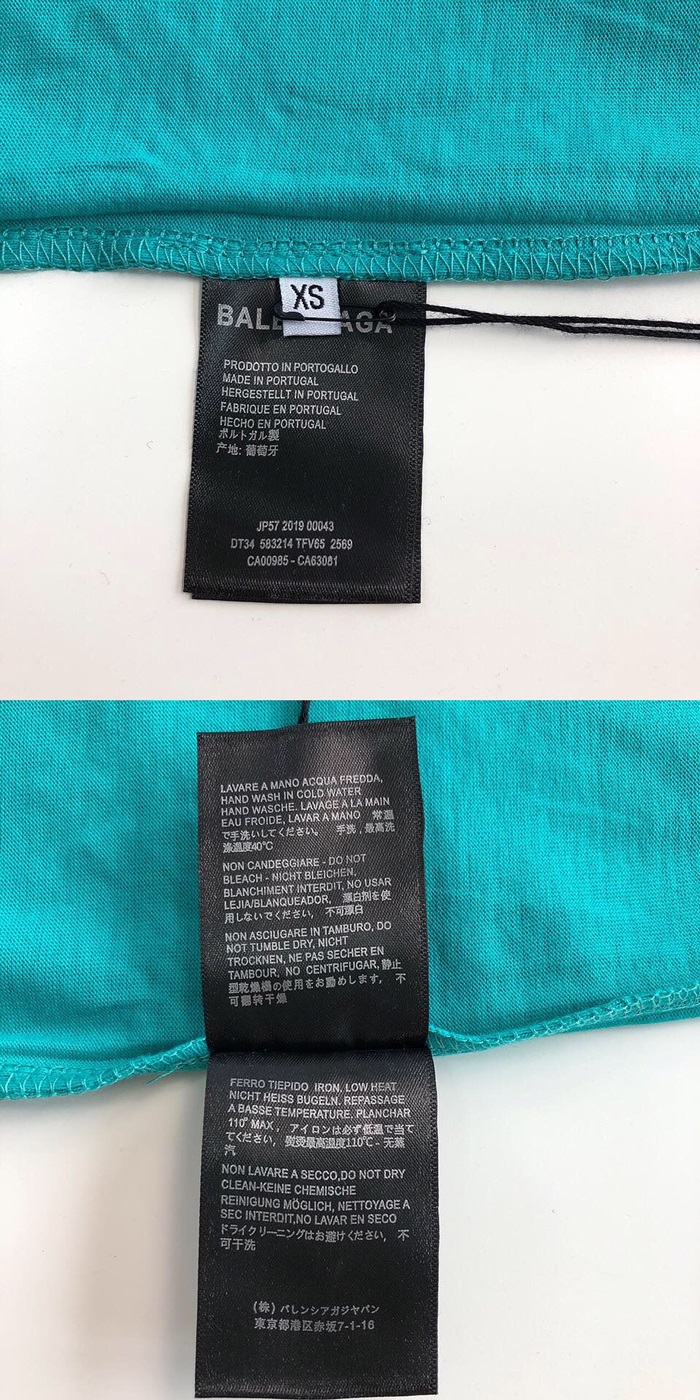 XS
BALENCIAGA
PRODOTTO IN PORTOGALLO
MADE IN PORTUGAL
HERGESTELLT IN PORTUGAL
FABRIQUE EN PORTUGAL
HECHO EN PORTUGAL
ポルトガル製
产地: 葡萄牙
JP57 2019 00043
DT34 583214 TFV65 2569
CA00985 - CA63081
LAVARE A MANO ACQUA FREDDA,
HAND WASH IN COLD WATER
HAND WASCHE. LAVAGE A LA MAIN
EAU FROIDE, LAVAR A MANO 常温
で手洗いしてください。 手洗，最高洗
涤温度40°C
NON CANDEGGIARE - DO NOT
BLEACH - NICHT BLEICHEN,
BLANCHIMENT INTERDIT, NO USAR
LEJIA/BLANQUEADOR, 漂白剤を使
用しないでください, 不可漂白
NON ASCIUGARE IN TAMBURO, DO
NOT TUMBLE DRY, NICHT
TROCKNEN, NE PAS SECHER EN
TAMBOUR, NO CENTRIFUGAR, 静止
型乾燥機の使用をお勧めします, 不
可翻转干燥
FERRO TIEPIDO IRON, LOW HEAT
NICHT HEISS BUGELN. REPASSAGE
A BASSE TEMPERATURE. PLANCHAR
110° MAX, アイロンは必ず低温で当て
てください, 熨烫最高温度110℃ - 无蒸
汽
NON LAVARE A SECCO,DO NOT DRY
CLEAN-KEINE CHEMISCHE
REINIGUNG MÖGLICH, NETTOYAGE A
SEC INTERDIT,NO LAVAR EN SECO
ドライクリーニングはお避けください, 不
可干洗
(株) バレンシアガジャパン
東京都港区赤坂7-1-16